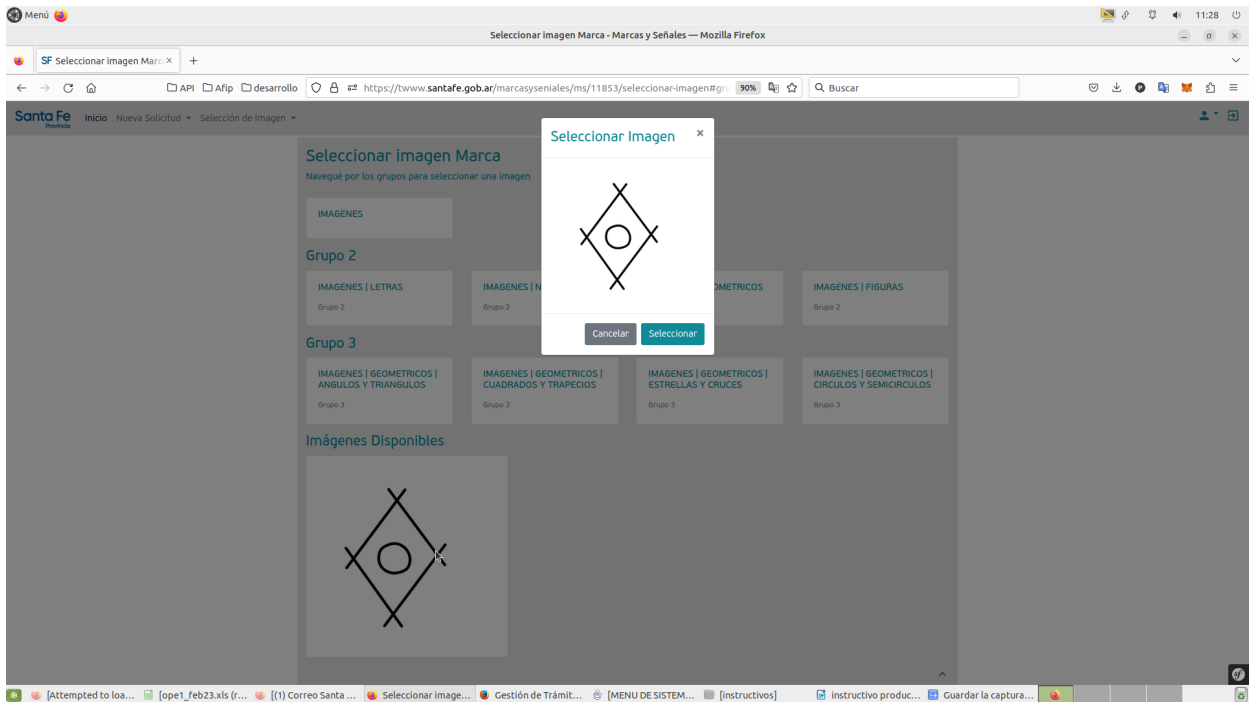 Menú
11:28
Seleccionar imagen Marca - Marcas y Señales — Mozilla Firefox
SF Seleccionar imagen Marc
API Afip desarrollo https://twww.santafe.gob.ar/marcasyseniales/ms/11853/seleccionar-imagen#gru 90% Buscar
Santa Fe
Provincia
Inicio Nueva Solicitud Selección de imagen
Seleccionar Imagen ×
Cancelar Seleccionar
Seleccionar imagen Marca
Navegué por los grupos para seleccionar una imagen
IMAGENES
Grupo 2
IMAGENES | LETRAS
Grupo 2
IMAGENES | N
Grupo 2
OMETRICOS
IMAGENES | FIGURAS
Grupo 2
Grupo 3
IMAGENES | GEOMETRICOS |
ANGULOS Y TRIANGULOS
Grupo 3
IMAGENES | GEOMETRICOS |
CUADRADOS Y TRAPECIOS
Grupo 3
IMAGENES | GEOMETRICOS |
ESTRELLAS Y CRUCES
Grupo 3
IMAGENES | GEOMETRICOS |
CIRCULOS Y SEMICIRCULOS
Grupo 3
Imágenes Disponibles
sf
[Attempted to loa... [ope1_feb23.xls (r... [(1) Correo Santa ... Seleccionar image... Gestión de Trámit... [MENU DE SISTEM... [instructivos] instructivo produc... Guardar la captura...